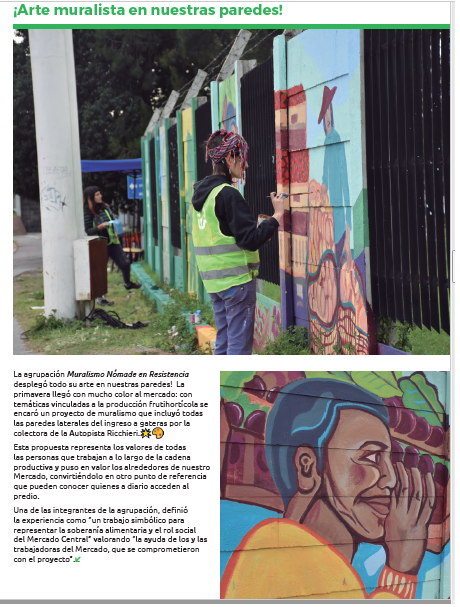 ¡Arte muralista en nuestras paredes!
La agrupación Muralismo Nómade en Resistencia
desplegó todo su arte en nuestras paredes! La
primavera llegó con mucho color al mercado: con
temáticas vinculadas a la producción frutihortícola se
encaró un proyecto de muralismo que incluyó todas
las paredes laterales del ingreso a gateras por la
colectora de la Autopista Riccheri.
Esta propuesta representa los valores de todas
las personas que trabajan a lo largo de la cadena
productiva y puso en valor los alrededores de nuestro
Mercado, convirtiéndolo en otro punto de referencia
que pueden conocer quienes a diario acceden al
predio.
Una de las integrantes de la agrupación, definió
la experiencia como “un trabajo simbólico para
representar la soberanía alimentaria y el rol social
del Mercado Central” valorando “la ayuda de los y las
trabajadoras del Mercado, que se comprometieron
con el proyecto”